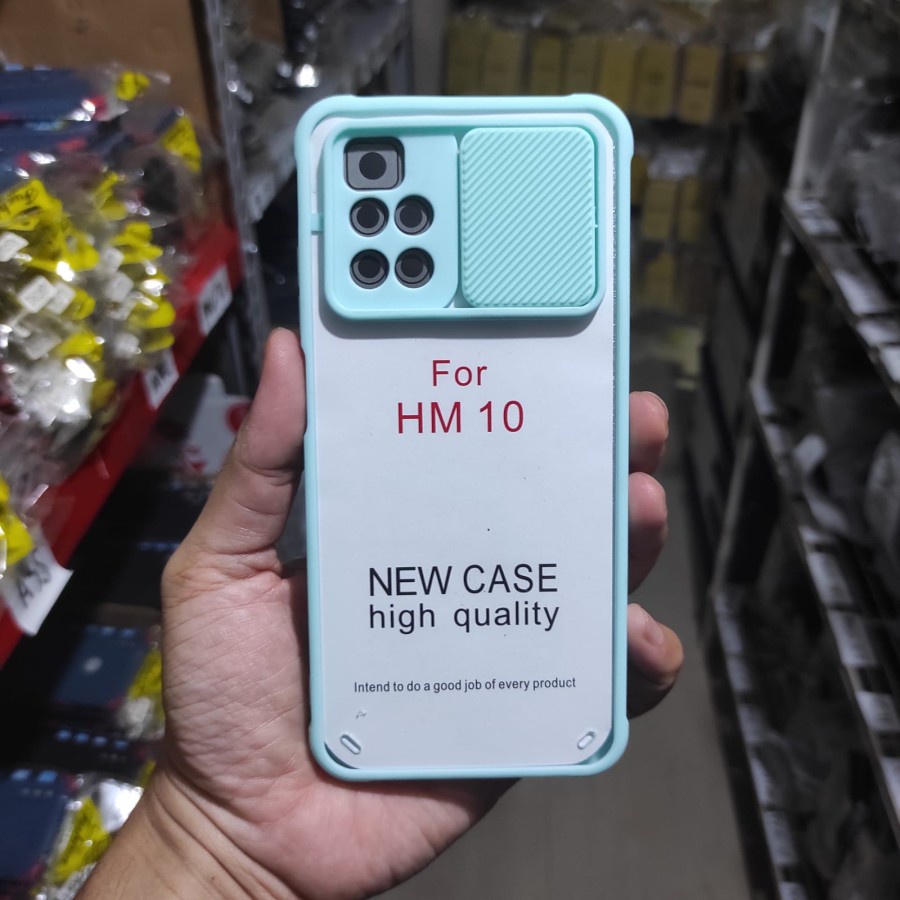 For
HM 10
NEW CASE
high quality
Intend to do a good job of every product